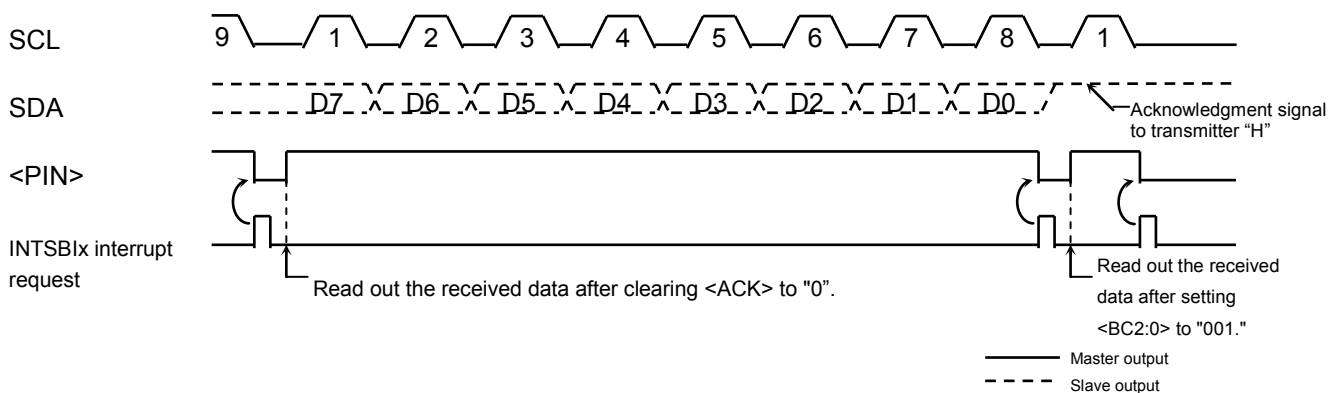 SCL 9 1 2 3 4 5 6 7 8 1
SDA D7 D6 D5 D4 D3 D2 D1 D0
Acknowledgment signal
to transmitter “H”
<PIN>
INTSBIx interrupt
request
Read out the received data after clearing <ACK> to "0”.
Read out the received
data after setting
<BC2:0> to "001."
Master output
Slave output